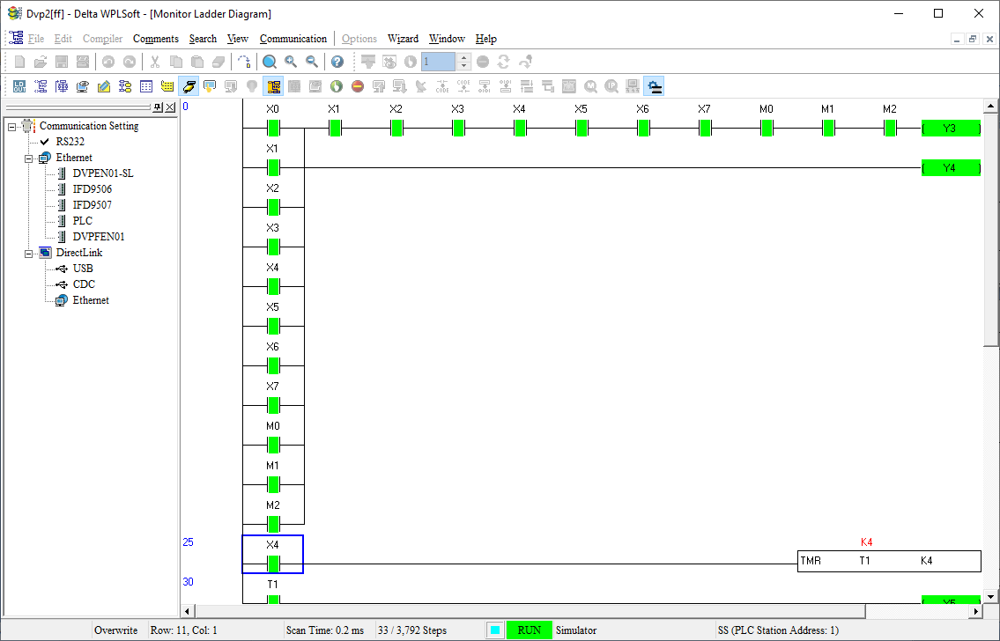 Dvp2[ff] - Delta WPLSoft - [Monitor Ladder Diagram]
File Edit Compiler Comments Search View Communication Options Wizard Window Help
1
Communication Setting
RS232
Ethernet
DVPEN01-SL
IFD9506
IFD9507
PLC
DVPFEN01
DirectLink
USB
CDC
Ethernet
0
X0 X1 X2 X3 X4 X5 X6 X7 M0 M1 M2
Y3
X1
Y4
X2
X3
X4
X5
X6
X7
M0
M1
M2
25
X4
K4
TMR T1 K4
30
T1
Y5
Overwrite Row: 11, Col: 1 Scan Time: 0.2 ms 33 / 3,792 Steps RUN Simulator SS (PLC Station Address: 1)